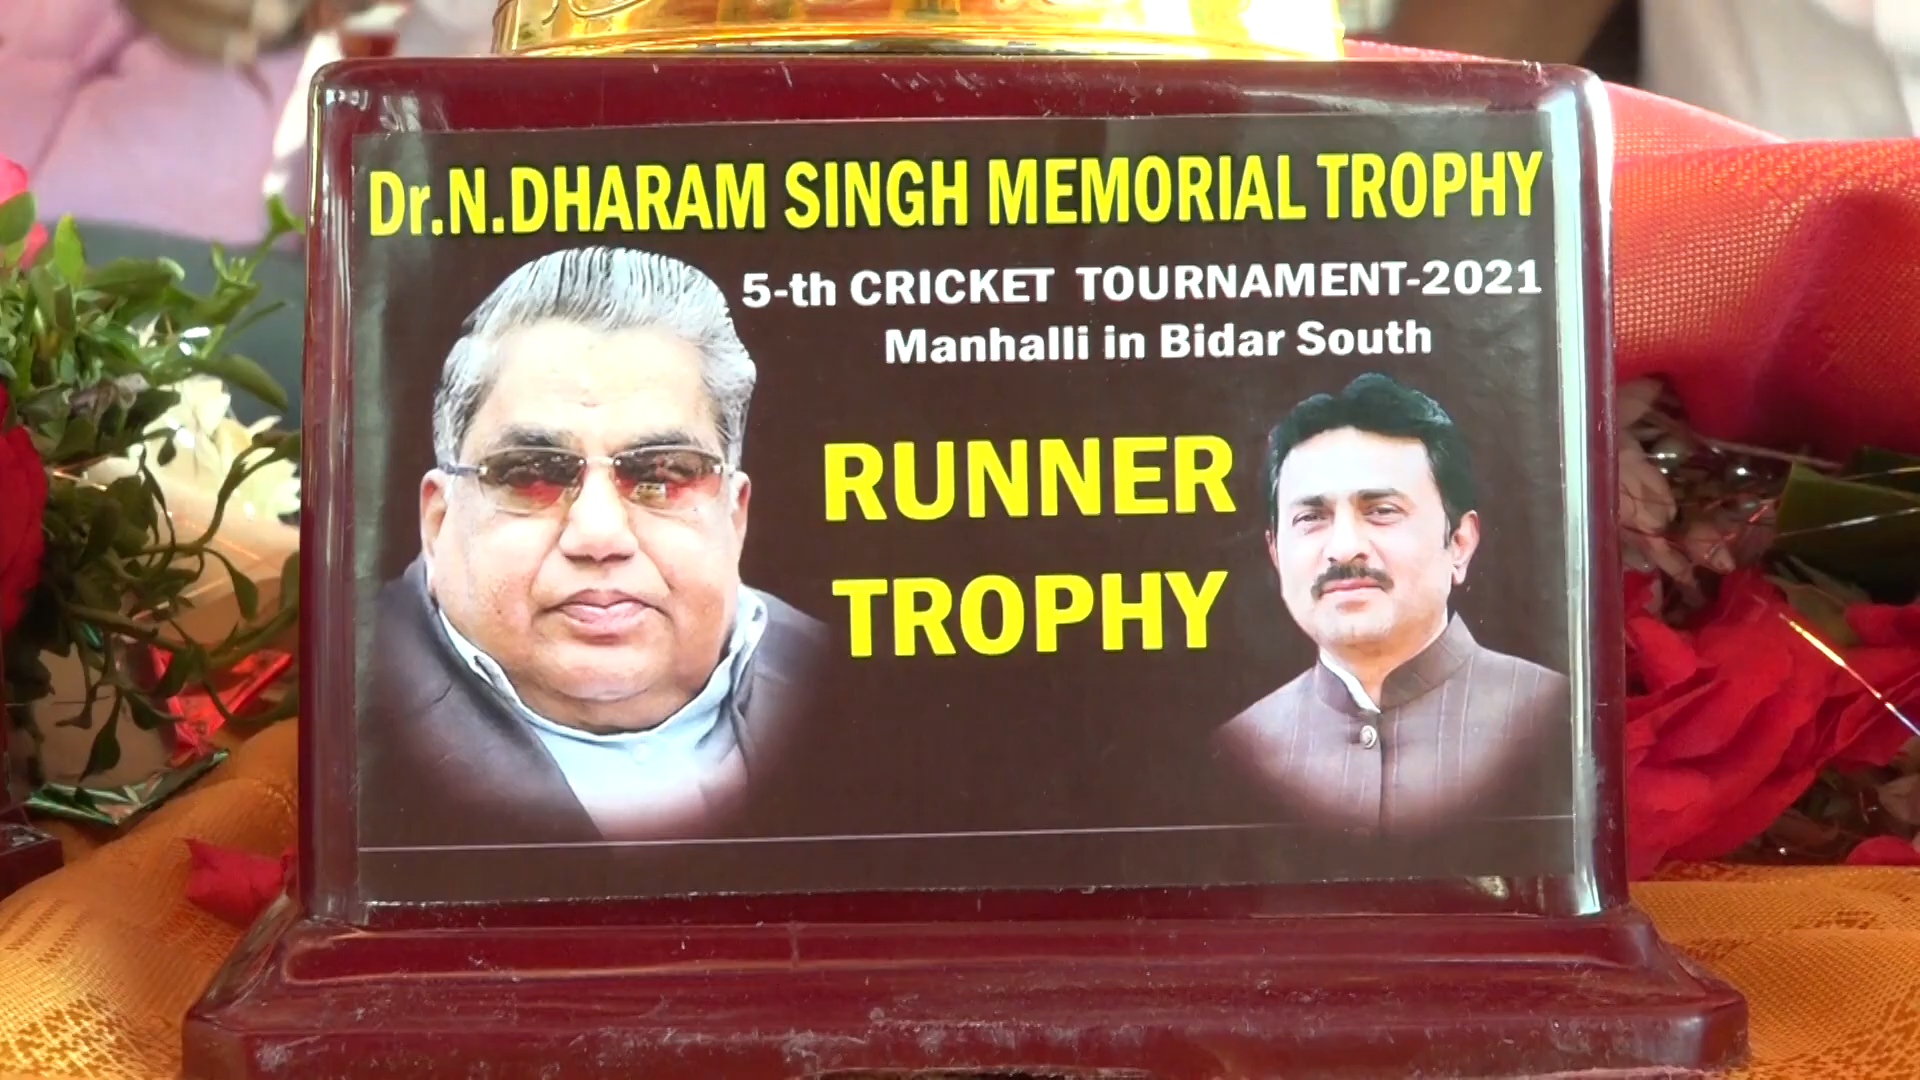 Dr.N.DHARAM SINGH MEMORIAL TROPHY
5-th CRICKET TOURNAMENT-2021
Manhalli in Bidar South
RUNNER
TROPHY